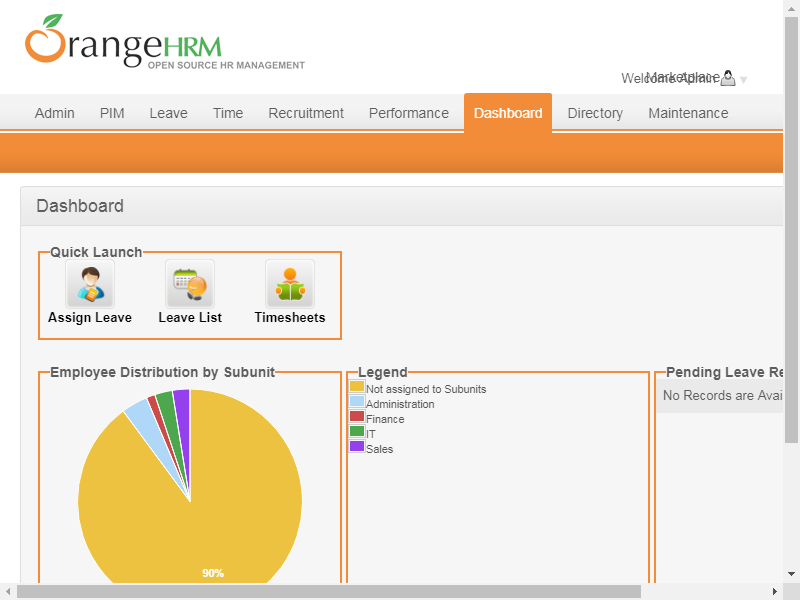 OrangeHRM
OPEN SOURCE HR MANAGEMENT
Marketplace
Welcome Admin
Admin PIM Leave Time Recruitment Performance Dashboard Directory Maintenance
Dashboard
Quick Launch
Assign Leave Leave List Timesheets
Employee Distribution by Subunit
90%
Legend
Not assigned to Subunits
Administration
Finance
IT
Sales
Pending Leave Re
No Records are Avai